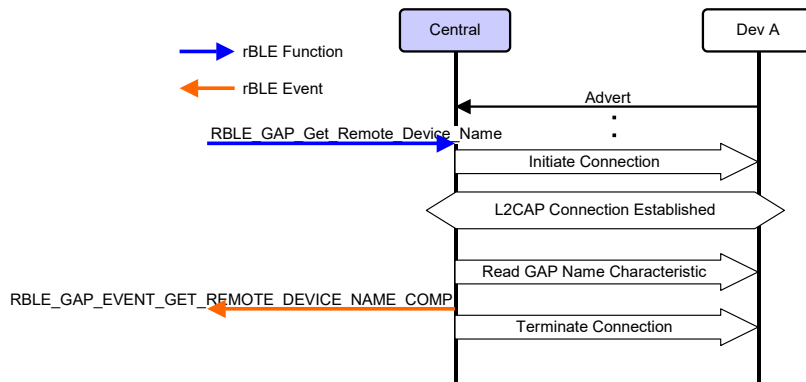 Central
Dev A
rBLE Function
rBLE Event
Advert
:
RBLE_GAP_Get_Remote_Device_Name
Initiate Connection
L2CAP Connection Established
Read GAP Name Characteristic
RBLE_GAP_EVENT_GET_REMOTE_DEVICE_NAME_COMP
Terminate Connection